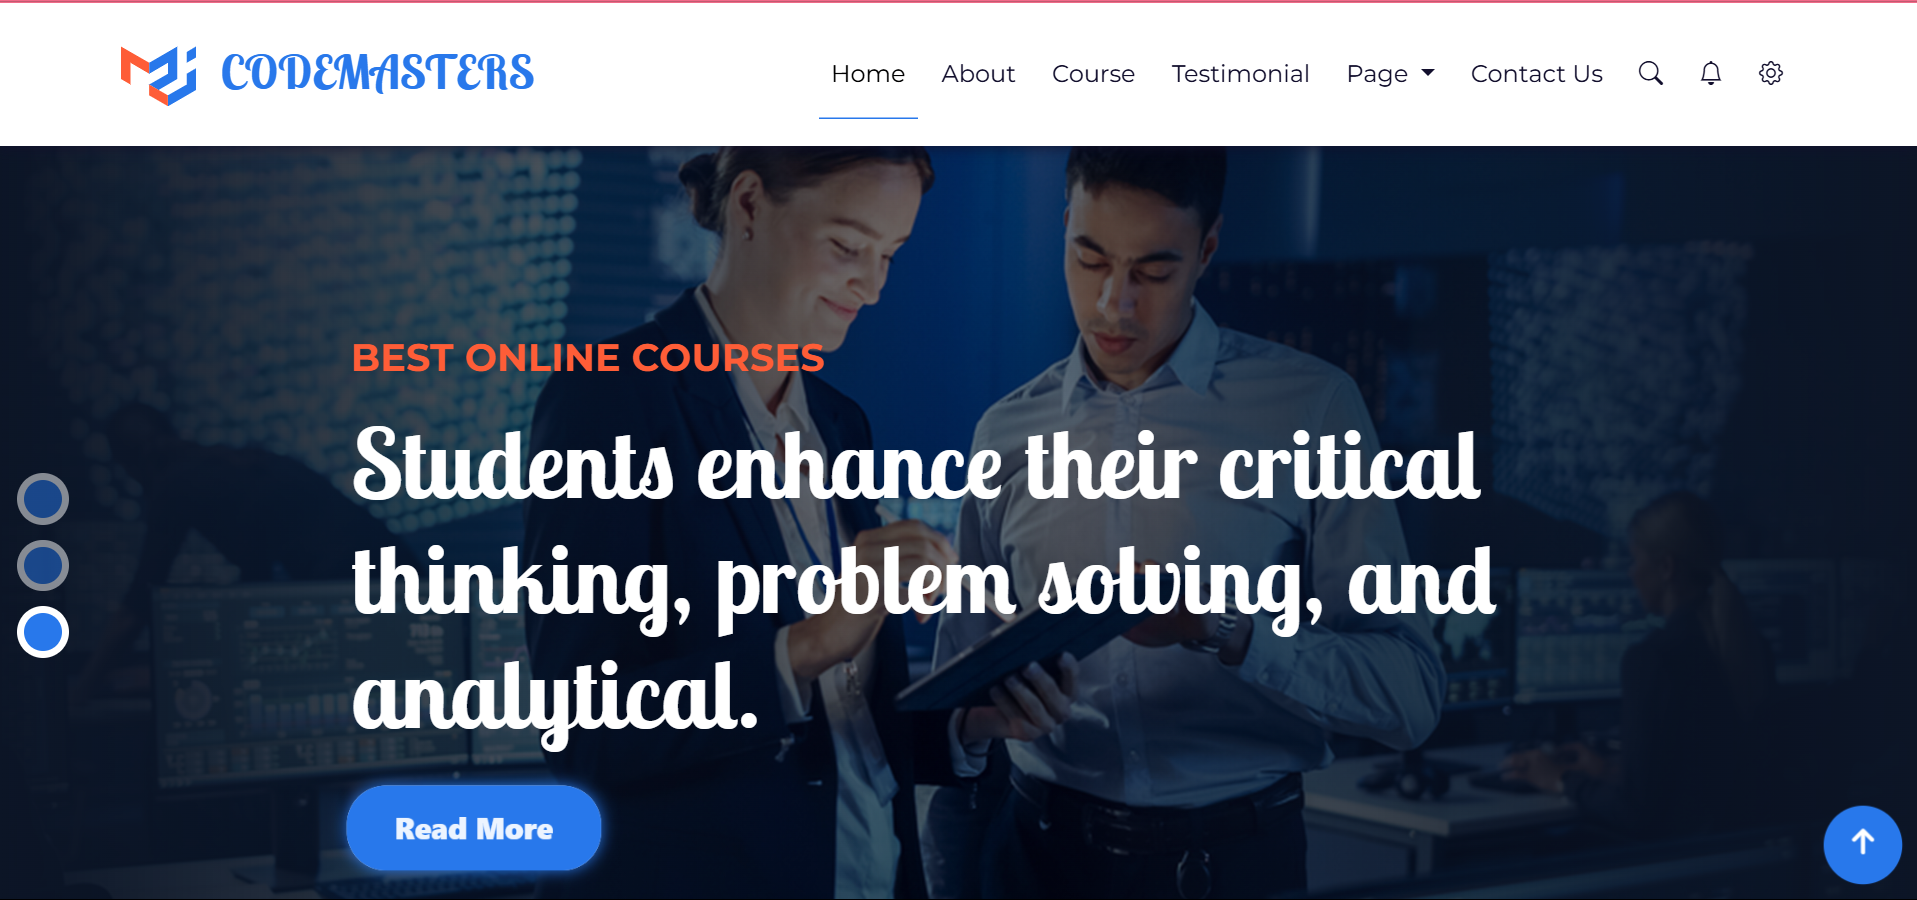 CODEMASTERS
Home About Course Testimonial Page Contact Us
BEST ONLINE COURSES
Students enhance their critical
thinking, problem solving, and
analytical.
Read More